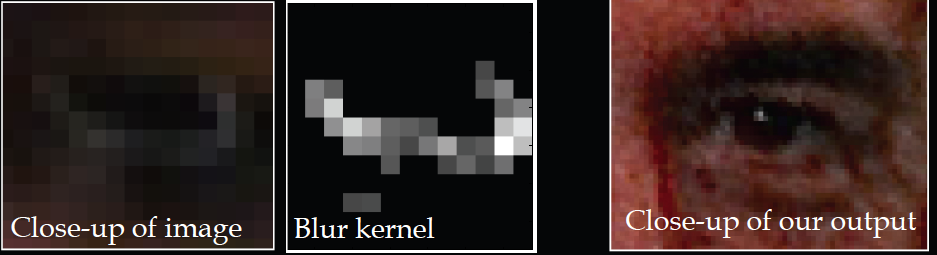 Close-up of image
Blur kernel
Close-up of our output